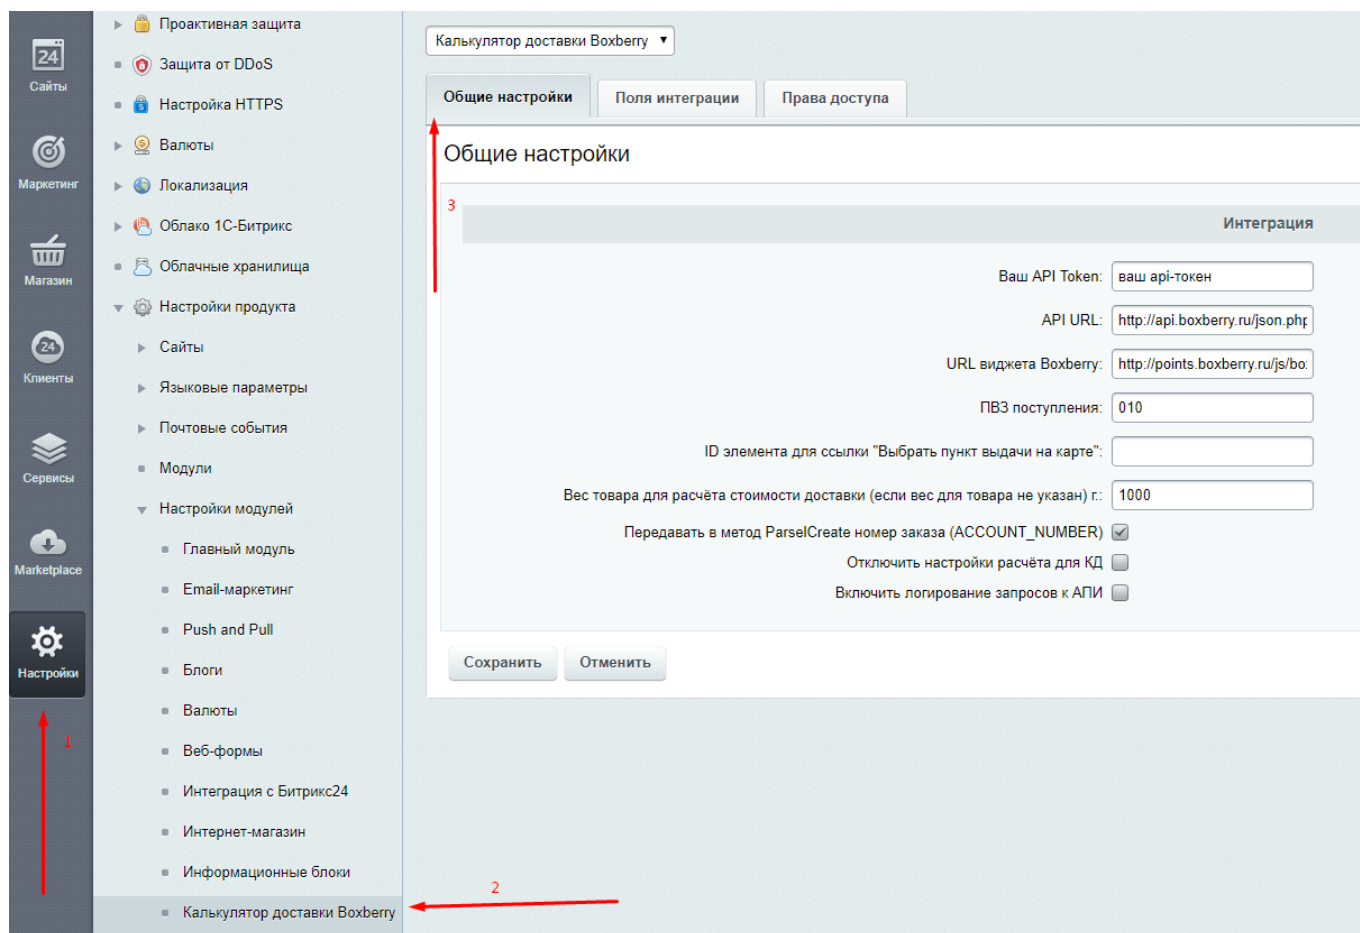 24
Сайты
Маркетинг
Магазин
24
Клиенты
Сервисы
Marketplace
Настройки
1
Проактивная защита
Защита от DDoS
Настройка HTTPS
Валюты
Локализация
Облако 1С-Битрикс
Облачные хранилища
Настройки продукта
Сайты
Языковые параметры
Почтовые события
Модули
Настройки модулей
Главный модуль
Email-маркетинг
Push and Pull
Блоги
Валюты
Веб-формы
Интеграция с Битрикс24
Интернет-магазин
Информационные блоки
Калькулятор доставки Boxberry
2
Калькулятор доставки Boxberry
Общие настройки Поля интеграции Права доступа
Общие настройки
3
Интеграция
Ваш API Token: ваш api-токен
API URL: http://api.boxberry.ru/json.php
URL виджета Boxberry: http://points.boxberry.ru/js/bo
ПВЗ поступления: 010
ID элемента для ссылки "Выбрать пункт выдачи на карте":
Вес товара для расчёта стоимости доставки (если вес для товара не указан) г.: 1000
Передавать в метод ParselCreate номер заказа (ACCOUNT_NUMBER)
Отключить настройки расчёта для КД
Включить логирование запросов к АПИ
Сохранить Отменить